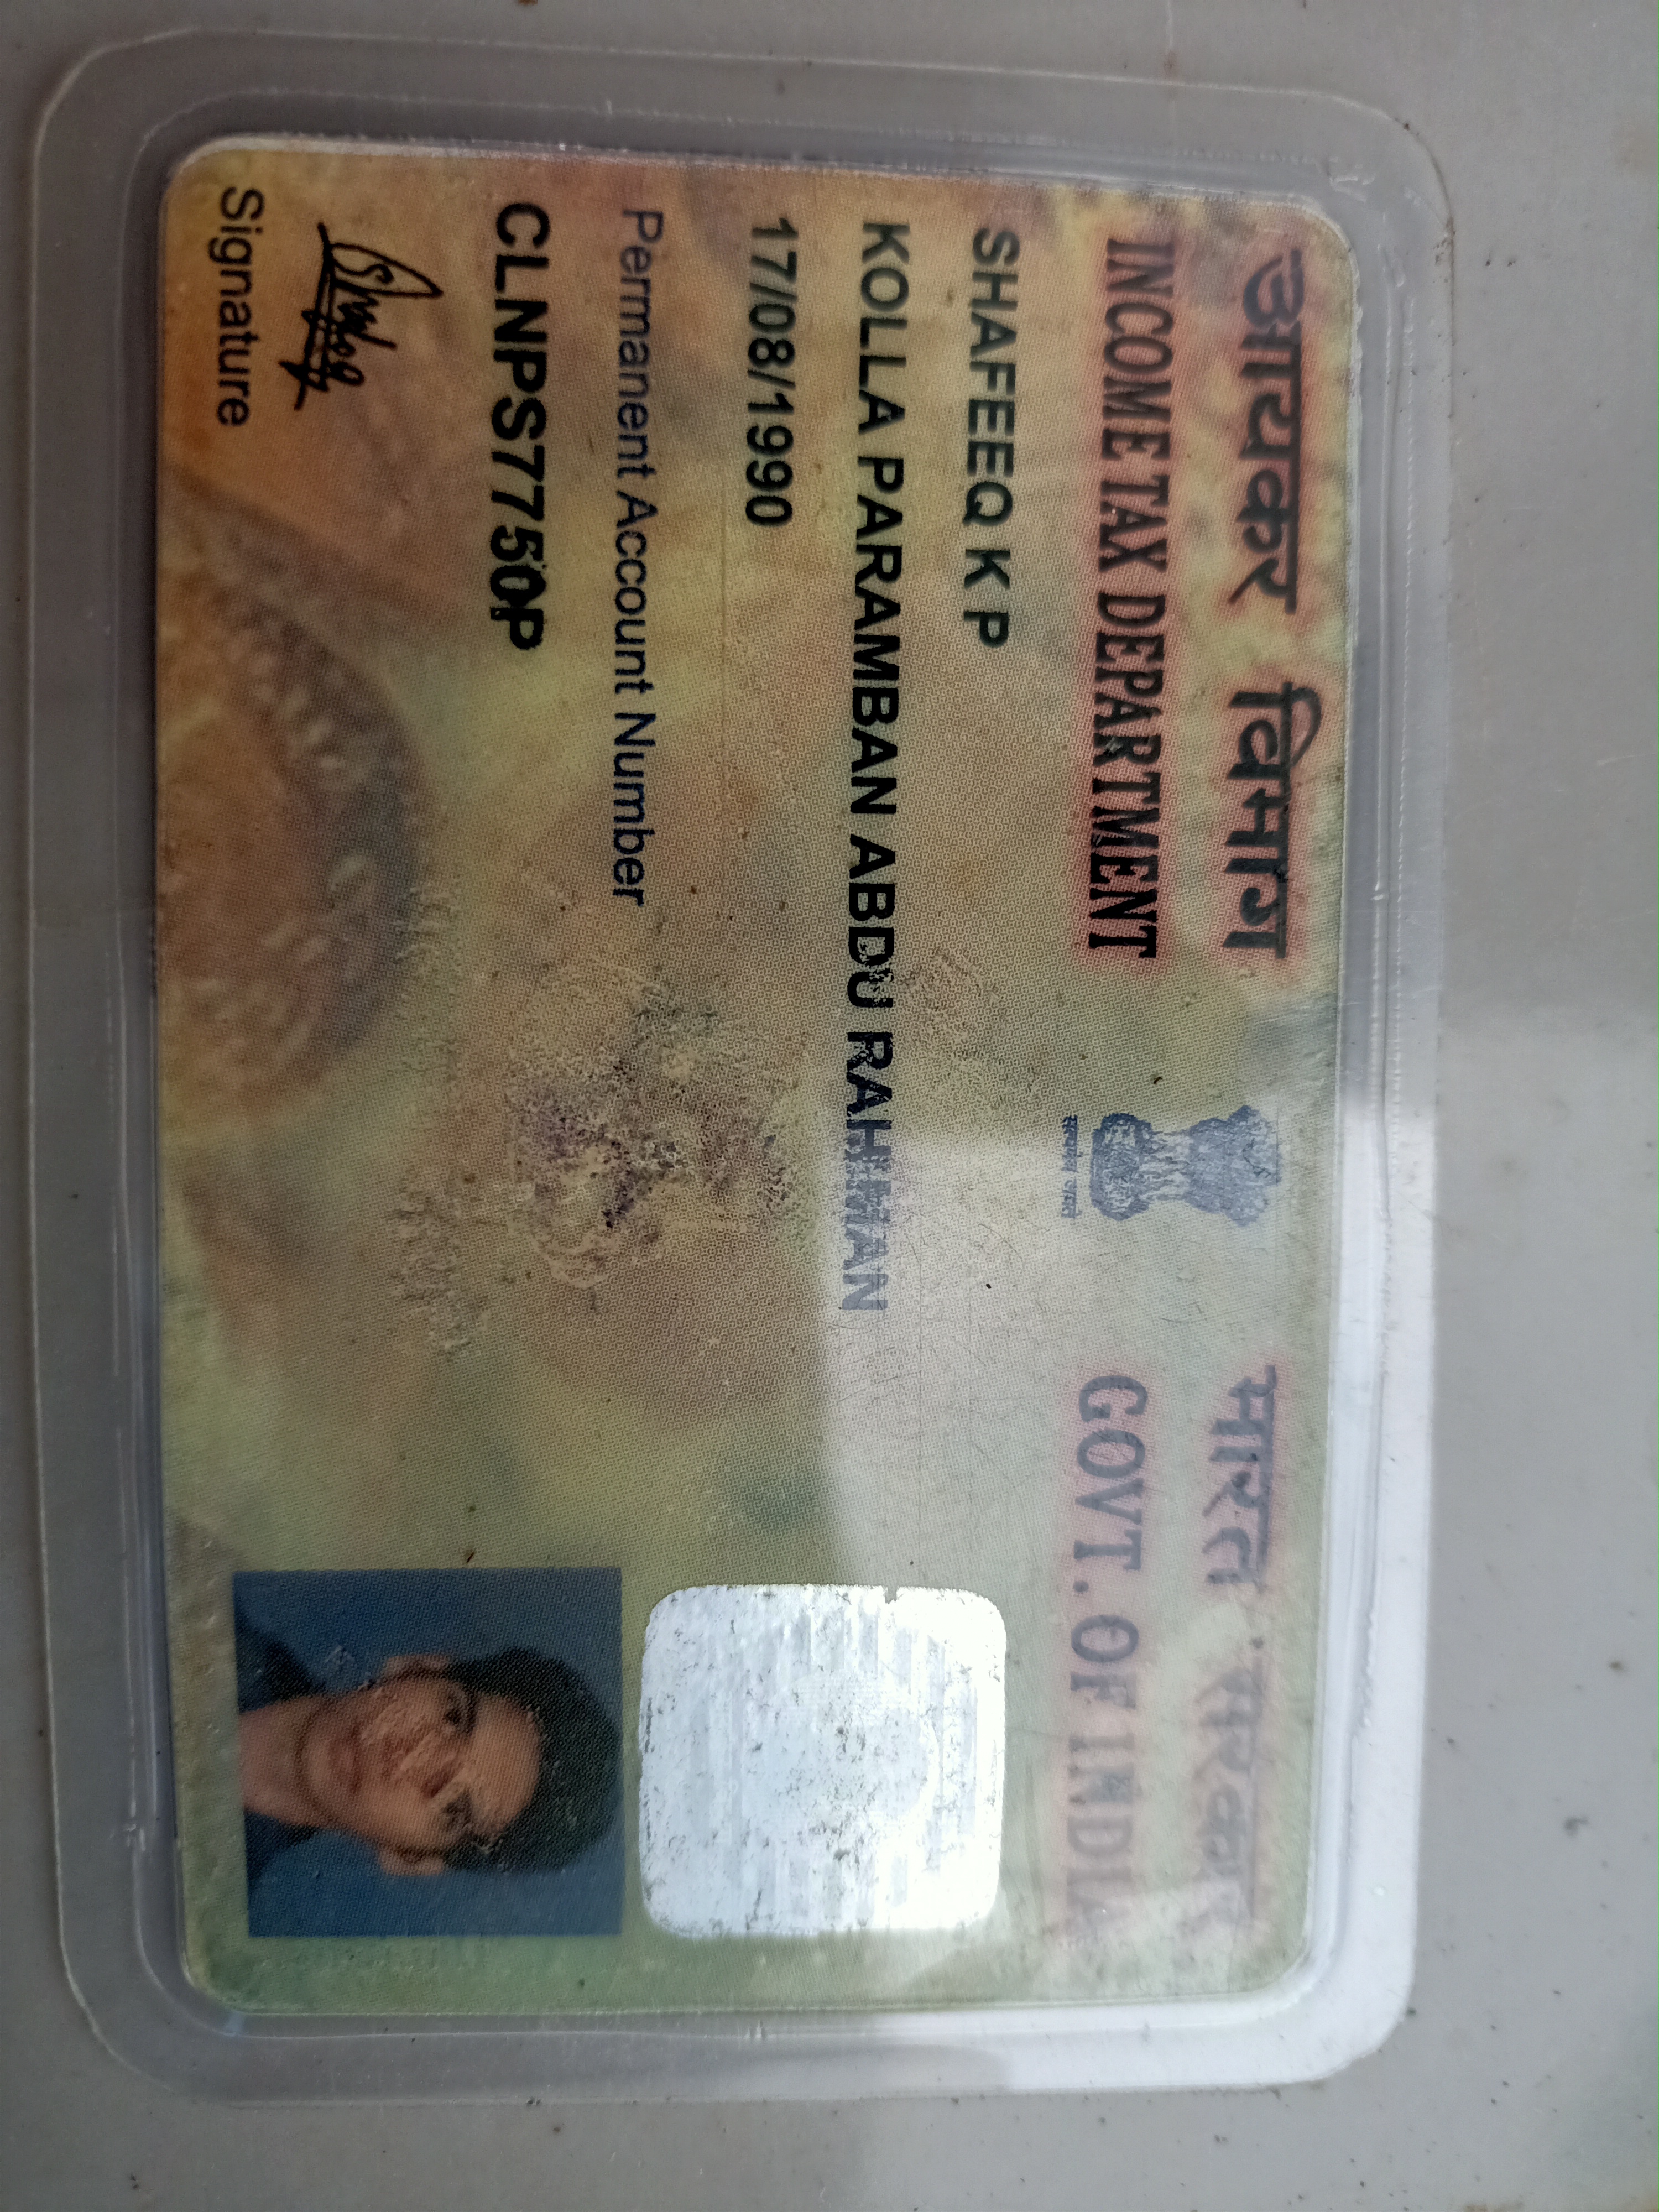 आयकर विभाग
INCOME TAX DEPARTMENT
भारत सरकार
GOVT. OF INDIA
सत्यमेव जयते
SHAFEEQ K P
KOLLA PARAMBAN ABDU RAHIMAN
17/08/1990
Permanent Account Number
CLNPS7750P
Signature